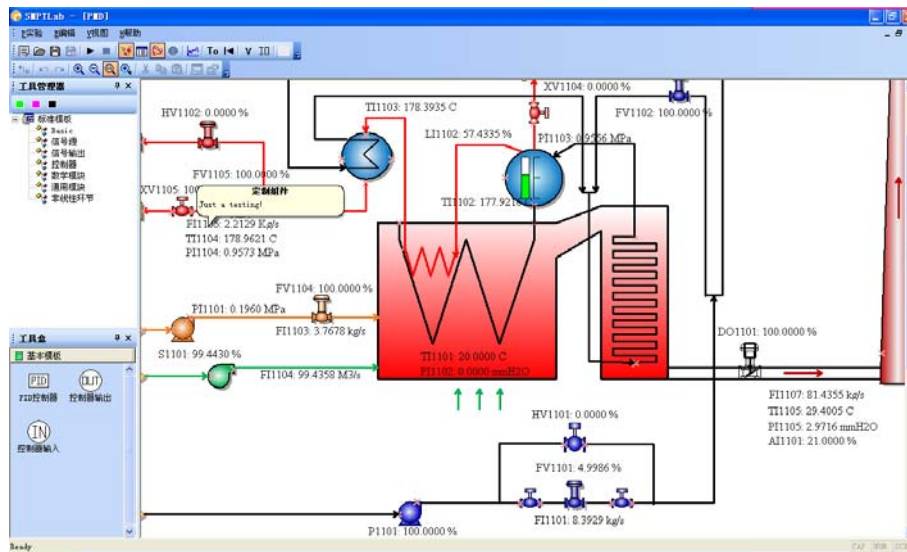 SMPTLab - [PMD]
实验 编辑 视图 帮助
To V IO
工具管理器
标准模板
Basic
信号源
信号输出
控制器
数学模块
通用模块
非线性环节
工具盒
基本模板
PID
OUT
PID控制器 控制器输出
IN
控制器输入
HV1102: 0.0000 %
TI1103: 178.3935 C
XV1104: 0.0000 %
FV1102: 100.0000 %
LI1102: 57.4335 %
PI1103: 0.9556 MPa
FV1105: 100.0000 %
XV1105: 100
定制组件
Just a testing!
TI1102: 177.9216
FI1105: 2.2129 Kg/s
TI1104: 178.9621 C
PI1104: 0.9573 MPa
FV1104: 100.0000 %
PI1101: 0.1960 MPa
FI1103: 3.7678 kg/s
S1101: 99.4430 %
FI1104: 99.4358 M3/s
TI1101: 20.0000 C
PI1102: 0.0000 mmH2O
DO1101: 100.0000 %
FI1107: 81.4355 kg/s
TI1105: 29.4005 C
PI1105: 2.9716 mmH2O
AI1101: 21.0000 %
HV1101: 0.0000 %
FV1101: 4.9986 %
FI1101: 8.3929 kg/s
P1101: 100.0000 %
Ready